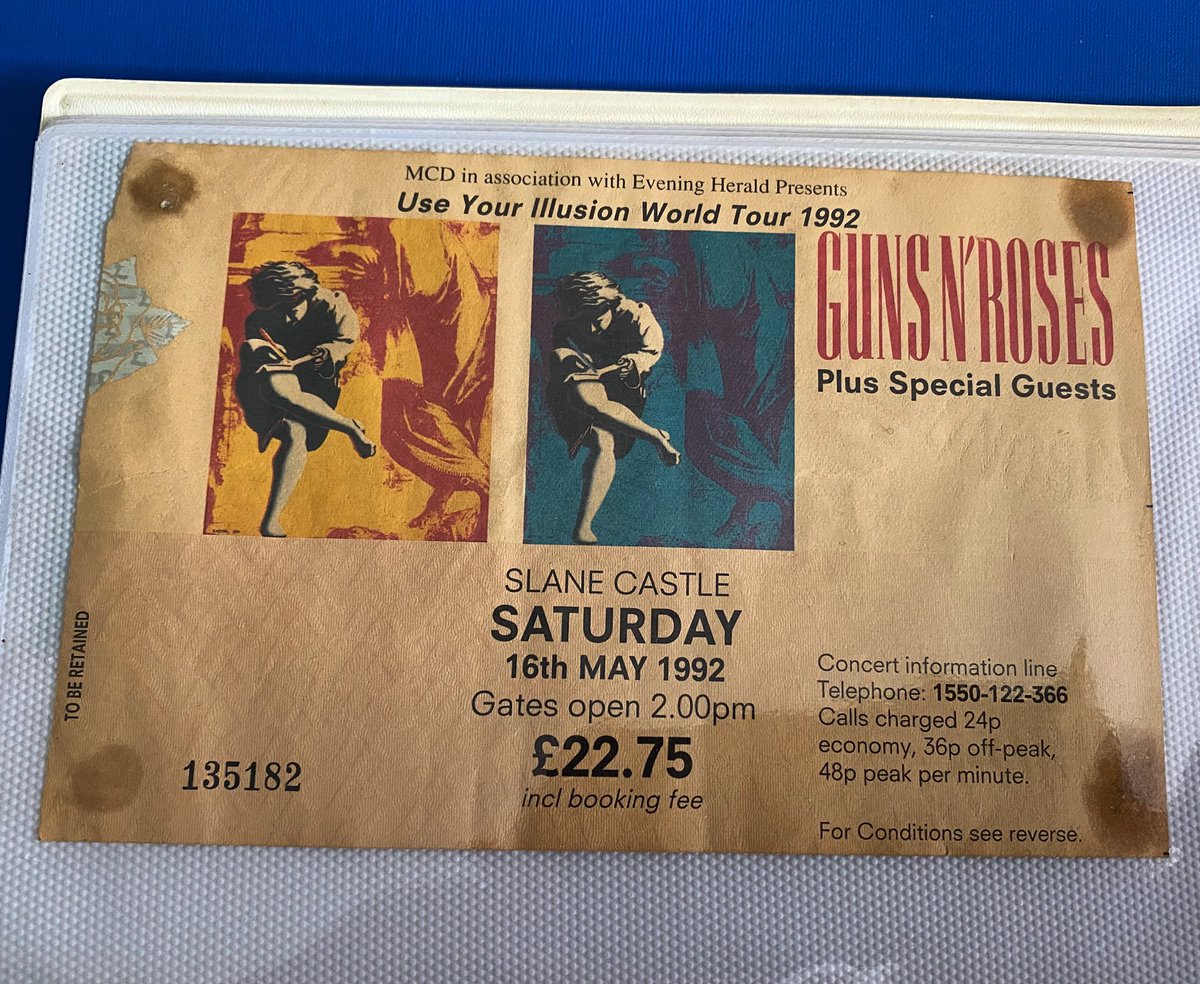 MCD in association with Evening Herald Presents
Use Your Illusion World Tour 1992
GUNS N'ROSES
Plus Special Guests
SLANE CASTLE
SATURDAY
16th MAY 1992
Gates open 2.00pm
£22.75
incl booking fee
TO BE RETAINED
135182
Concert information line
Telephone: 1550-122-366
Calls charged 24p
economy, 36p off-peak,
48p peak per minute.
For Conditions see reverse.